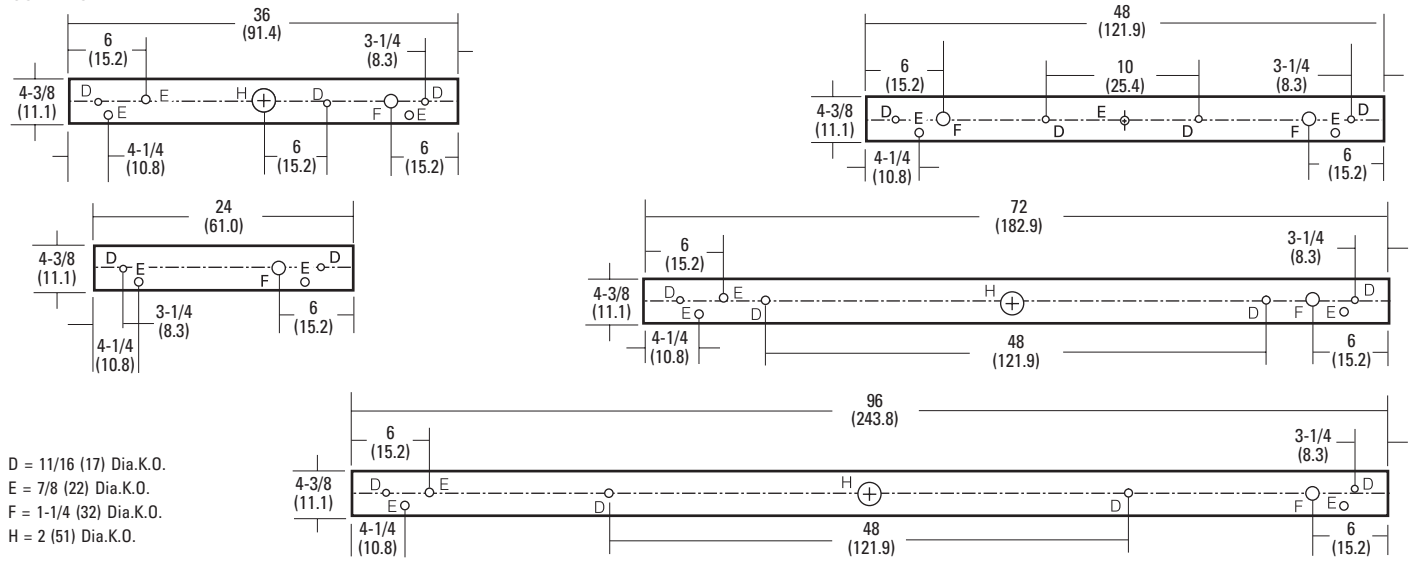 36
(91.4)
6
(15.2)
3-1/4
(8.3)
4-3/8
(11.1)
D
E
E
H
D
F
E
D
4-1/4
(10.8)
6
(15.2)
6
(15.2)
48
(121.9)
6
(15.2)
10
(25.4)
3-1/4
(8.3)
4-3/8
(11.1)
D
E
F
D
E
D
F
E
D
4-1/4
(10.8)
6
(15.2)
24
(61.0)
4-3/8
(11.1)
D
E
F
E
D
3-1/4
(8.3)
4-1/4
(10.8)
6
(15.2)
72
(182.9)
6
(15.2)
3-1/4
(8.3)
4-3/8
(11.1)
D
E
E
D
H
D
F
E
D
4-1/4
(10.8)
48
(121.9)
6
(15.2)
96
(243.8)
6
(15.2)
3-1/4
(8.3)
4-3/8
(11.1)
D
E
E
D
H
D
F
E
D
4-1/4
(10.8)
48
(121.9)
6
(15.2)
D = 11/16 (17) Dia.K.O.
E = 7/8 (22) Dia.K.O.
F = 1-1/4 (32) Dia.K.O.
H = 2 (51) Dia.K.O.